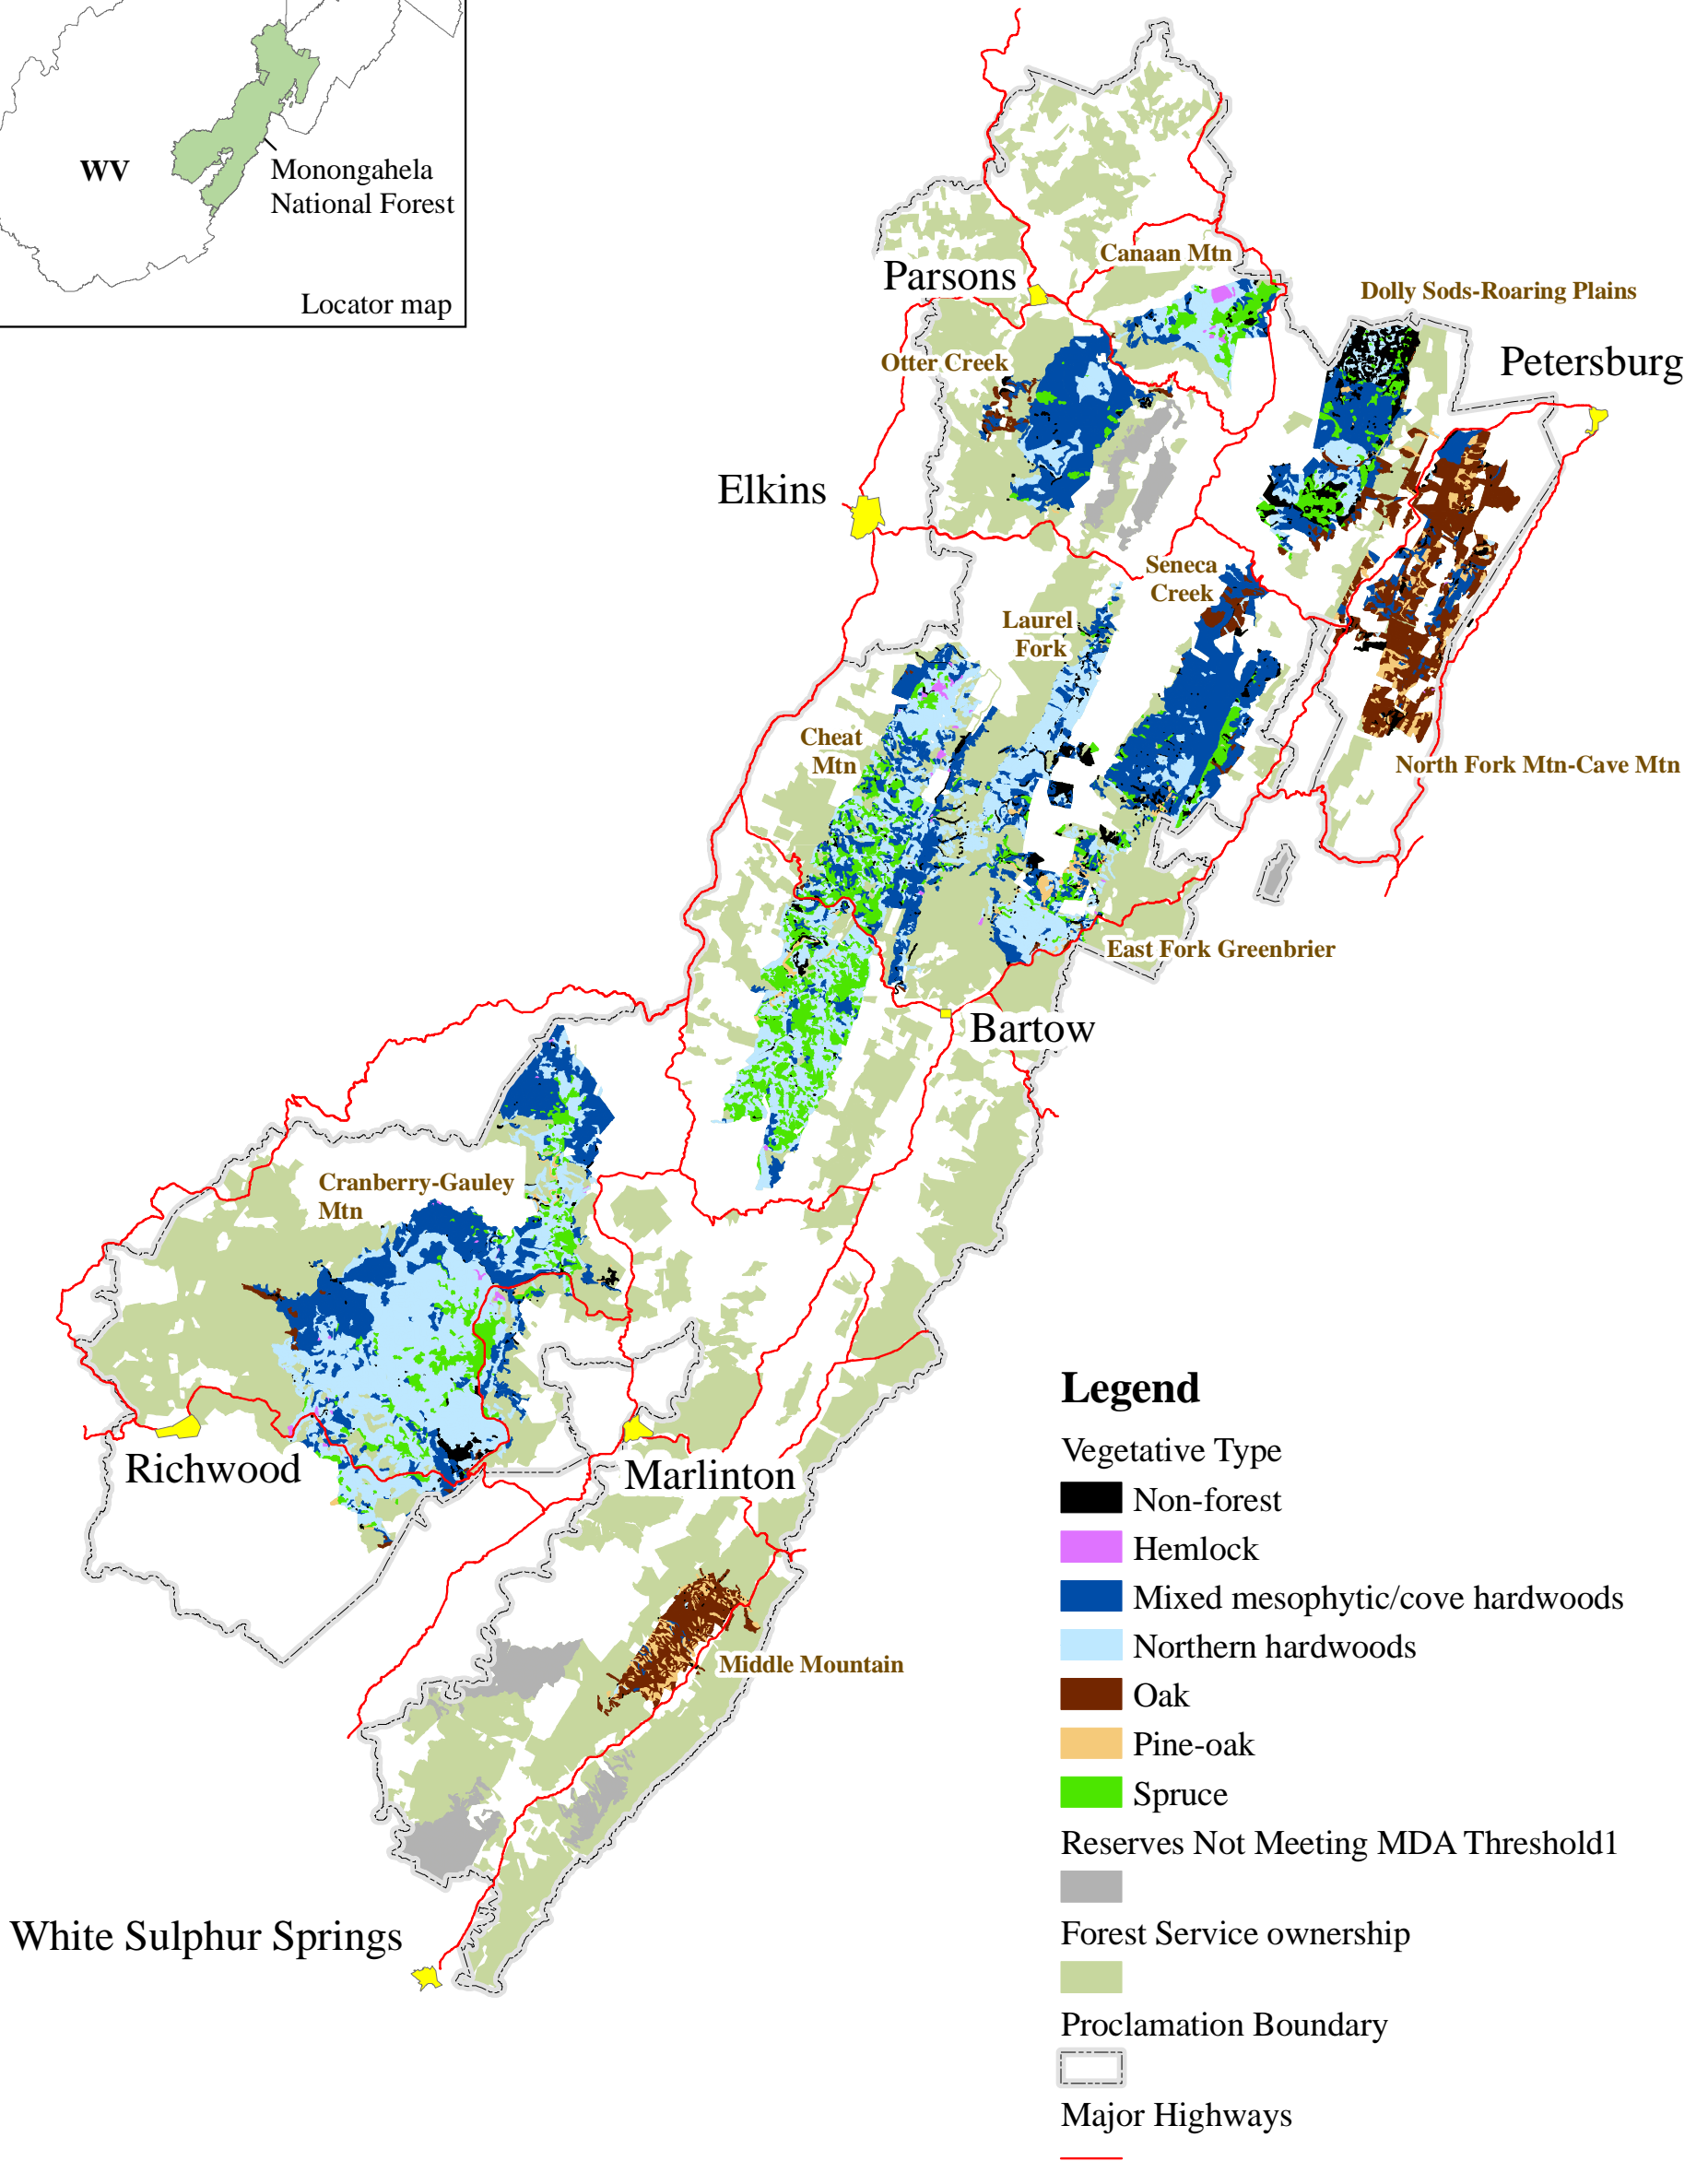 WV
Monongahela
National Forest
Locator map
Canaan Mtn
Parsons
Dolly Sods-Roaring Plains
Petersburg
Otter Creek
Elkins
Seneca
Creek
Laurel
Fork
Cheat
Mtn
North Fork Mtn-Cave Mtn
East Fork Greenbrier
Bartow
Cranberry-Gauley
Mtn
Richwood
Marlinton
Middle Mountain
White Sulphur Springs
Legend
Vegetative Type
Non-forest
Hemlock
Mixed mesophytic/cove hardwoods
Northern hardwoods
Oak
Pine-oak
Spruce
Reserves Not Meeting MDA Threshold1
Forest Service ownership
Proclamation Boundary
Major Highways